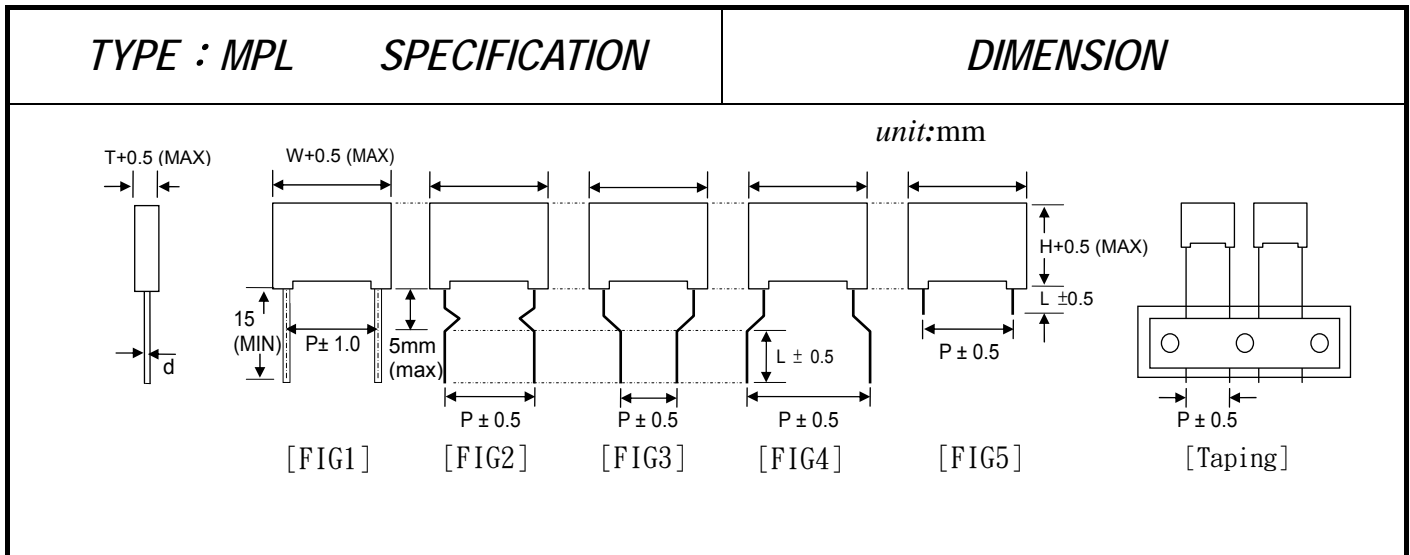 TYPE：MPL SPECIFICATION DIMENSION
unit:mm
T+0.5 (MAX) W+0.5 (MAX)
H+0.5 (MAX)
L ±0.5
15
(MIN)
P± 1.0
d
5mm
(max)
L ± 0.5
P ± 0.5
P ± 0.5
P ± 0.5
P ± 0.5
P ± 0.5
[FIG1] [FIG2] [FIG3] [FIG4] [FIG5] [Taping]